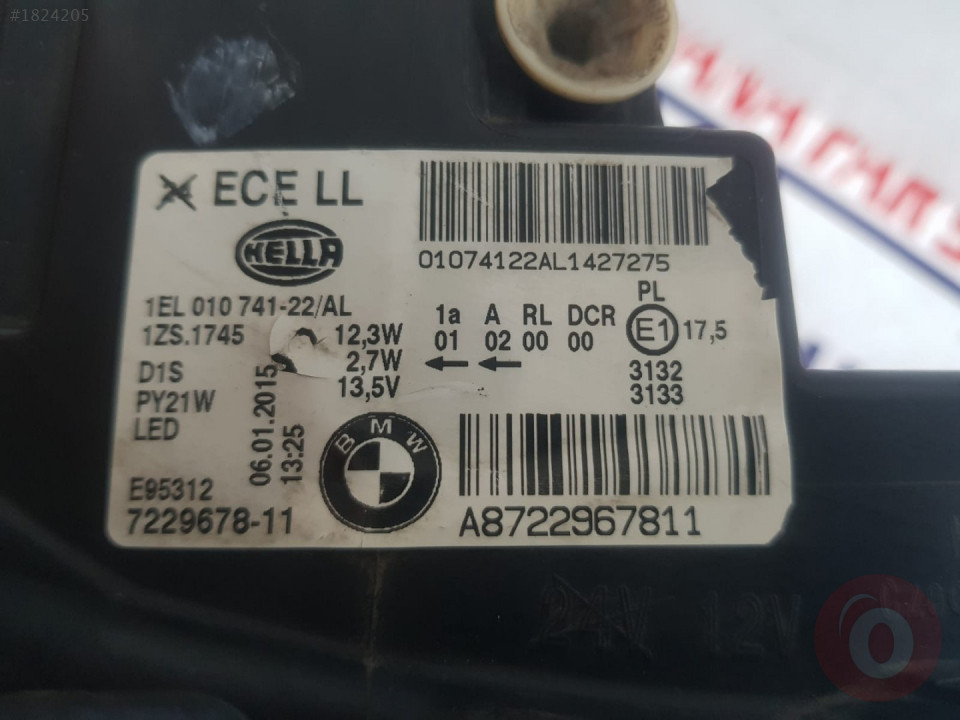 #1824205
ECE LL
HELLA
01074122AL1427275
1EL 010 741-22/AL
1ZS.1745
12,3W
2,7W
13,5V
D1S
PY21W
LED
06.01.2015
13:25
1a A RL DCR
01 02 00 00
PL
E1 17,5
3132
3133
BMW
E95312
7229678-11
A8722967811
24V 12V